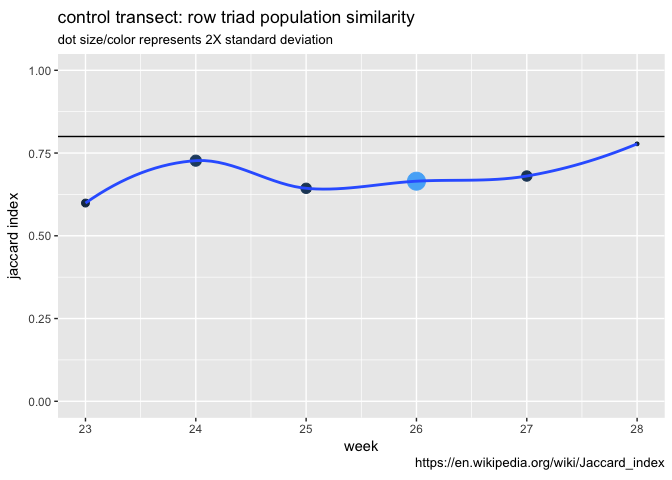 control transect: row triad population similarity
dot size/color represents 2X standard deviation
1.00
0.75
0.50
0.25
0.00
jaccard index
23 24 25 26 27 28
week
https://en.wikipedia.org/wiki/Jaccard_index